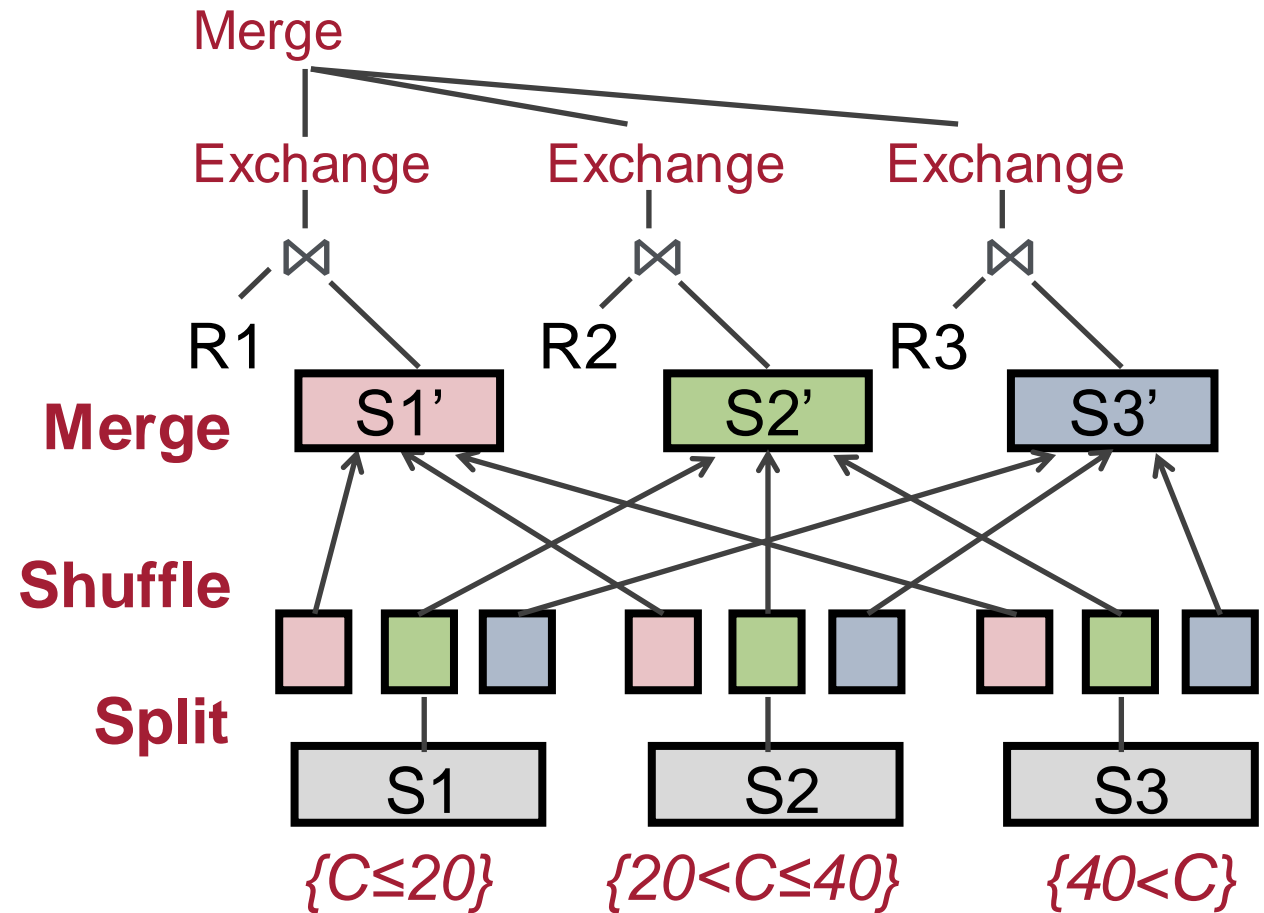 Merge
Exchange Exchange Exchange
⋈ ⋈ ⋈
R1 R2 R3
Merge S1’ S2’ S3’
Shuffle
Split
S1 S2 S3
{C≤20} {20<C≤40} {40<C}